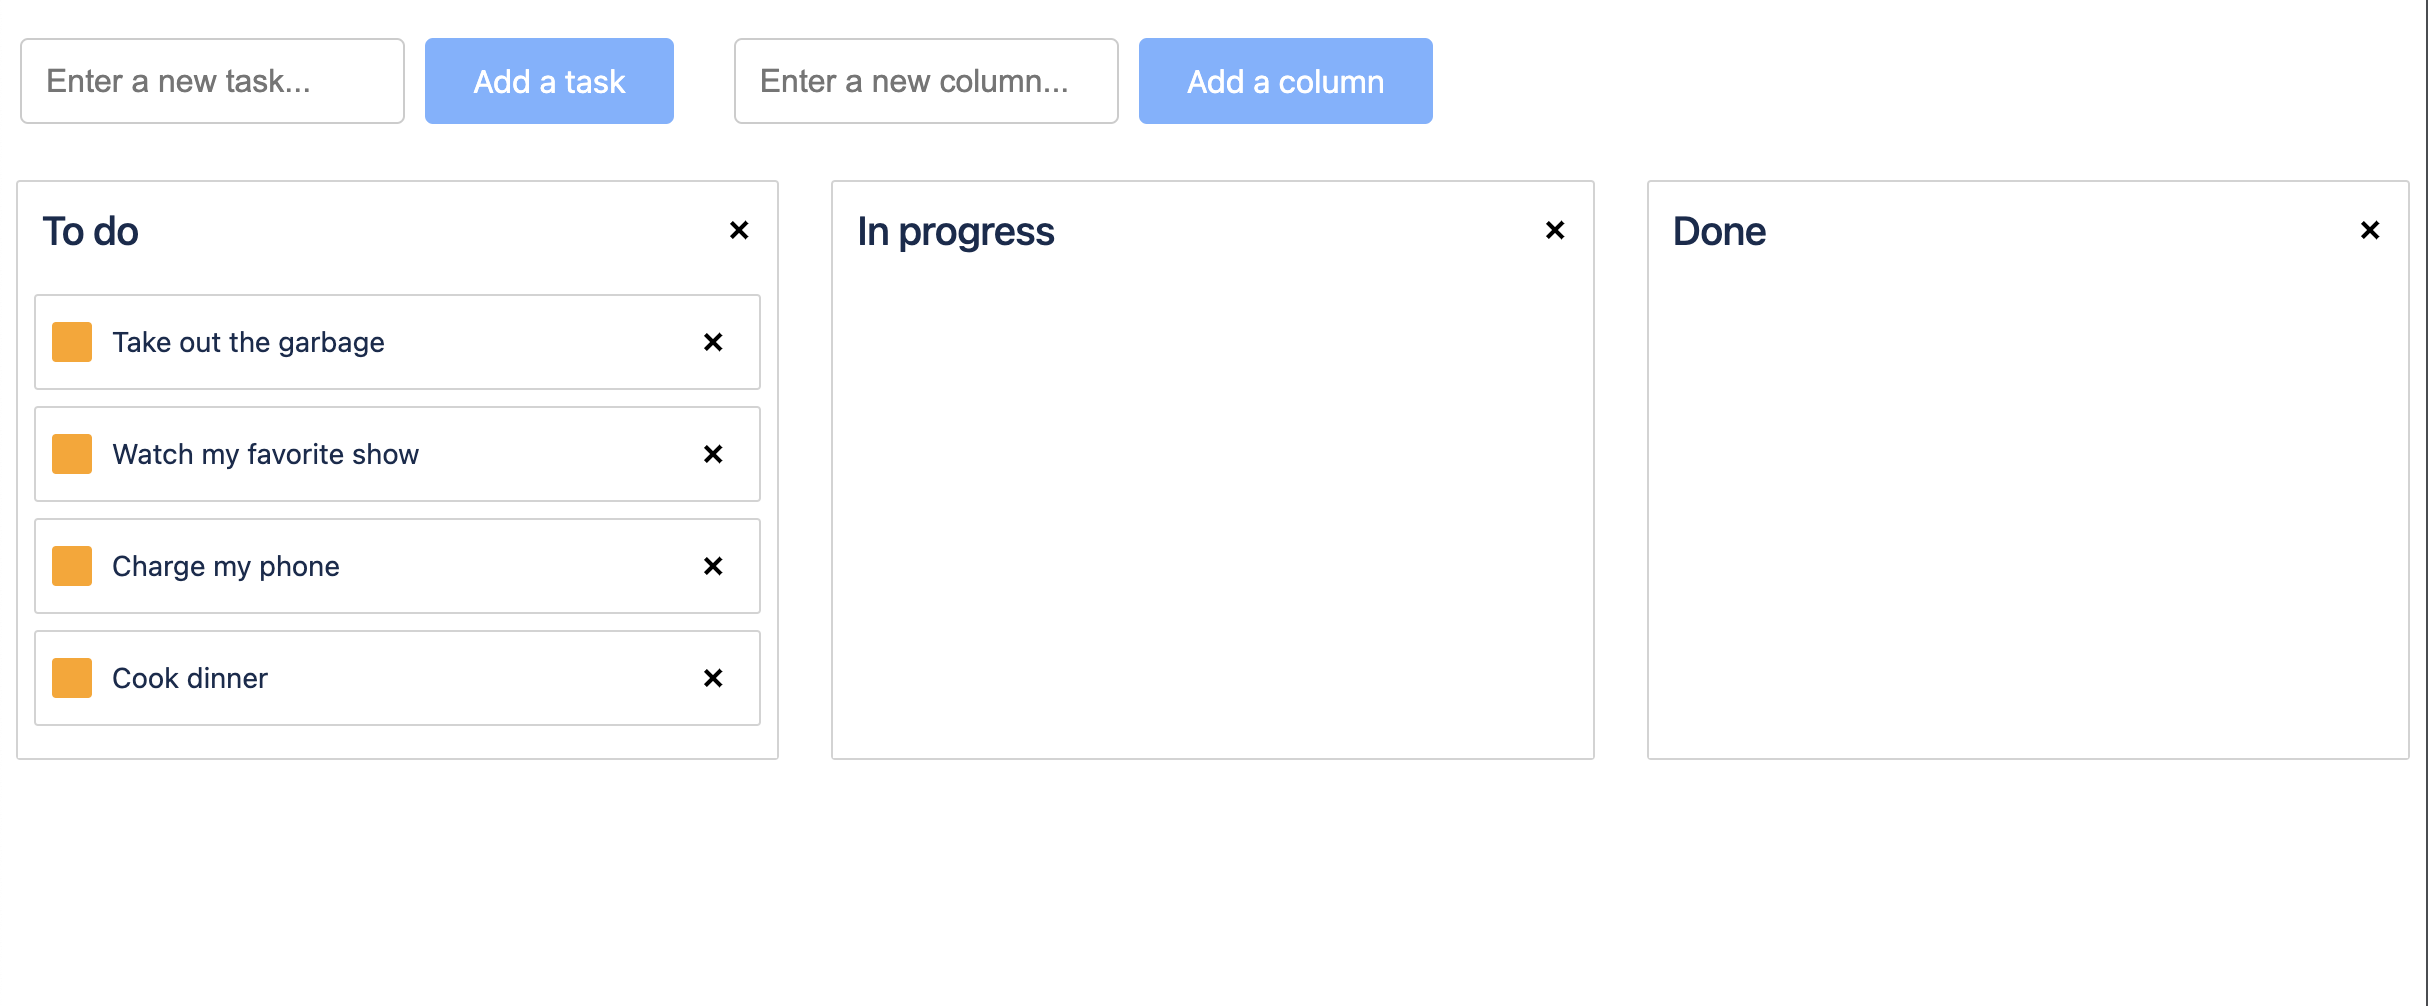 Enter a new task...
Add a task
Enter a new column...
Add a column
To do
Take out the garbage
Watch my favorite show
Charge my phone
Cook dinner
In progress
Done